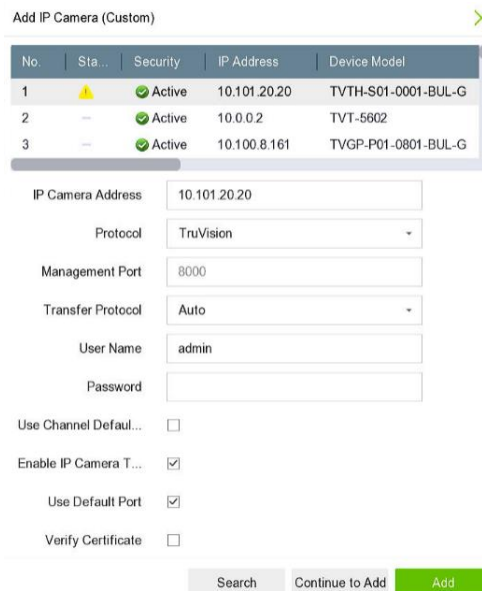 Add IP Camera (Custom)
No. Sta... Security IP Address Device Model
1 Active 10.101.20.20 TVTH-S01-0001-BUL-G
2 — Active 10.0.0.2 TVT-5602
3 — Active 10.100.8.161 TVGP-P01-0801-BUL-G
IP Camera Address 10.101.20.20
Protocol TruVision
Management Port 8000
Transfer Protocol Auto
User Name admin
Password
Use Channel Defaul...
Enable IP Camera T...
Use Default Port
Verify Certificate
Search Continue to Add Add